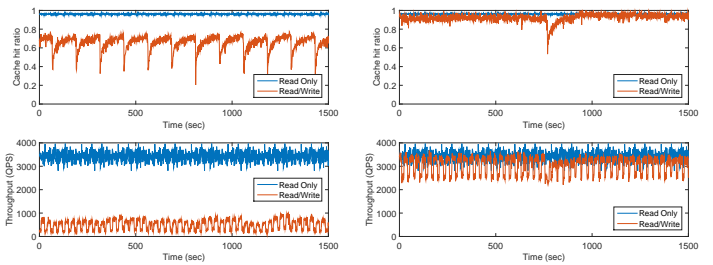 1
0.8
0.6
0.4
0.2
0
Cache hit ratio
0 500 1000 1500
Time (sec)
Read Only
Read/Write
1
0.8
0.6
0.4
0.2
0
Cache hit ratio
0 500 1000 1500
Time (sec)
Read Only
Read/Write
4000
3000
2000
1000
0
Throughput (QPS)
0 500 1000 1500
Time (sec)
Read Only
Read/Write
4000
3000
2000
1000
0
Throughput (QPS)
0 500 1000 1500
Time (sec)
Read Only
Read/Write